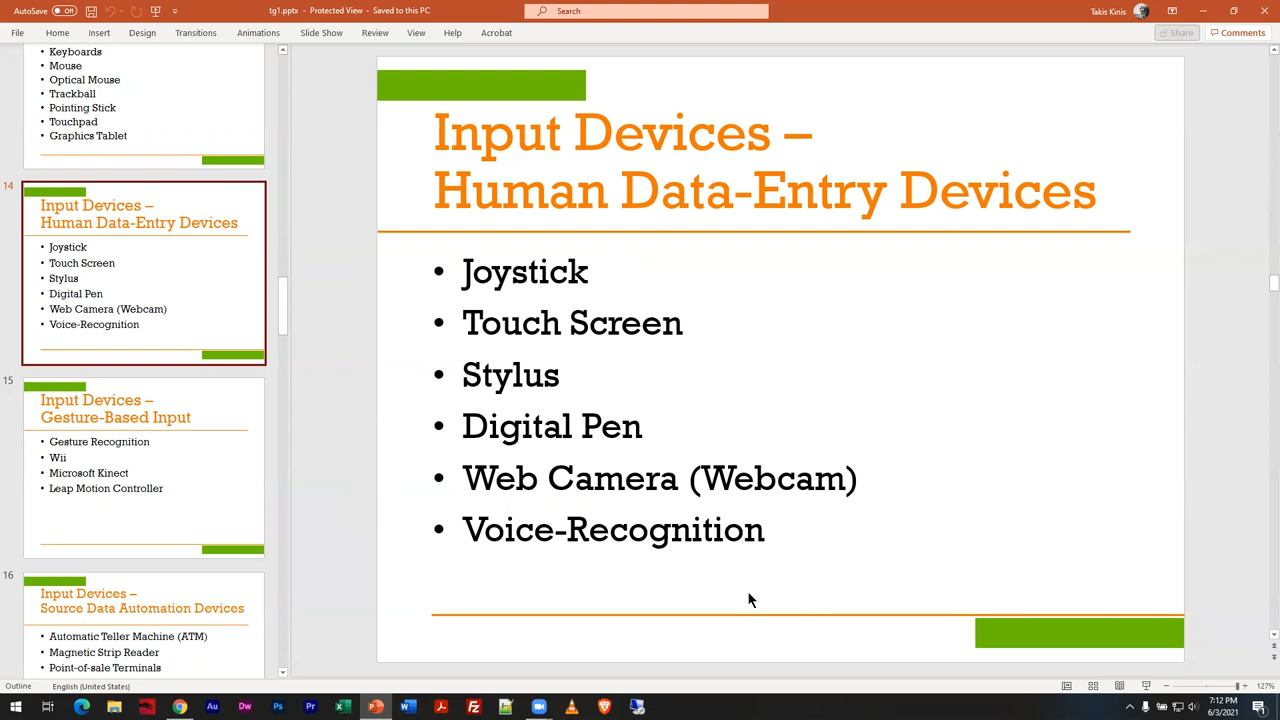 AutoSave Off
tg1.pptx - Protected View - Saved to this PC
Search
Takis Kinis
File Home Insert Design Transitions Animations Slide Show Review View Help Acrobat
Share Comments
• Keyboards
• Mouse
• Optical Mouse
• Trackball
• Pointing Stick
• Touchpad
• Graphics Tablet
14
Input Devices –
Human Data-Entry Devices
• Joystick
• Touch Screen
• Stylus
• Digital Pen
• Web Camera (Webcam)
• Voice-Recognition
15
Input Devices –
Gesture-Based Input
• Gesture Recognition
• Wii
• Microsoft Kinect
• Leap Motion Controller
16
Input Devices –
Source Data Automation Devices
• Automatic Teller Machine (ATM)
• Magnetic Strip Reader
• Point-of-sale Terminals
Input Devices –
Human Data-Entry Devices
• Joystick
• Touch Screen
• Stylus
• Digital Pen
• Web Camera (Webcam)
• Voice-Recognition
Outline English (United States)
127%
Au Dw Ps Pr
7:12 PM
6/3/2021